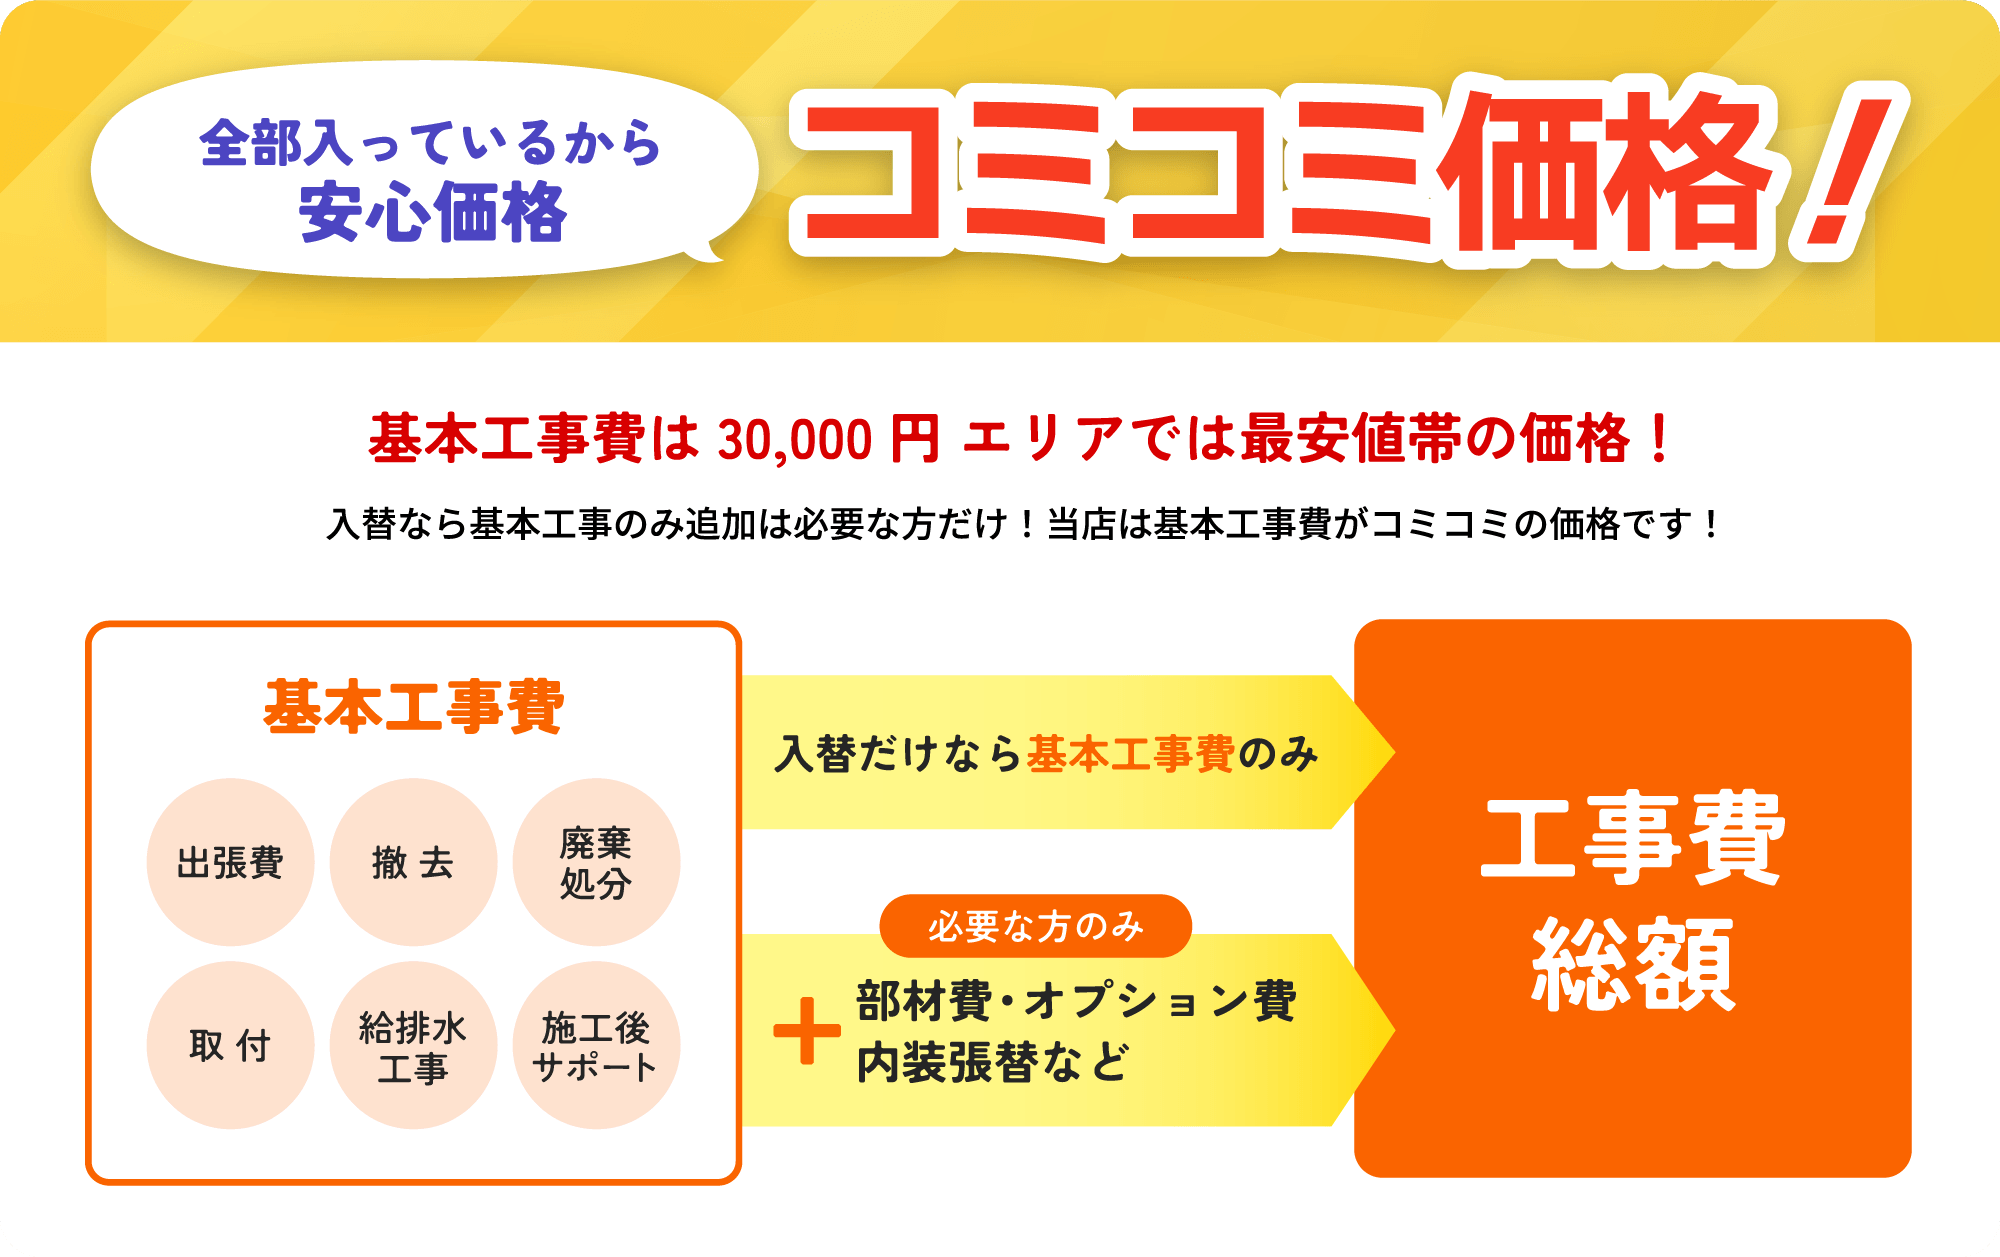 全部入っているから
安心価格
コミコミ価格！
基本工事費は 30,000 円 エリアでは最安値帯の価格！
入替なら基本工事のみ追加は必要な方だけ！当店は基本工事費がコミコミの価格です！
基本工事費
出張費
撤 去
廃棄
処分
取 付
給排水
工事
施工後
サポート
入替だけなら基本工事費のみ
必要な方のみ
+
部材費・オプション費
内装張替など
工事費
総額